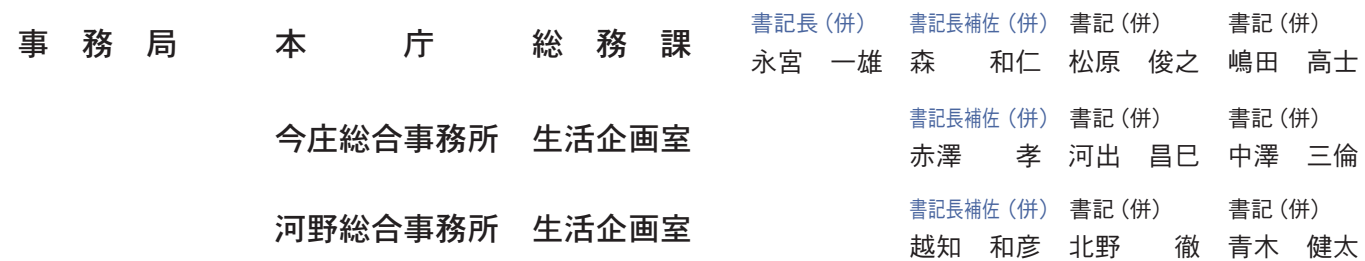 書記長（併）　書記長補佐（併）　書記（併）　書記（併）
事　務　局　本　　　庁　総　務　課　永宮　一雄　森　　和仁　松原　俊之　嶋田　高士
書記長補佐（併）　書記（併）　書記（併）
今庄総合事務所　生活企画室　赤澤　　孝　河出　昌巳　中澤　三倫
書記長補佐（併）　書記（併）　書記（併）
河野総合事務所　生活企画室　越知　和彦　北野　　徹　青木　健太